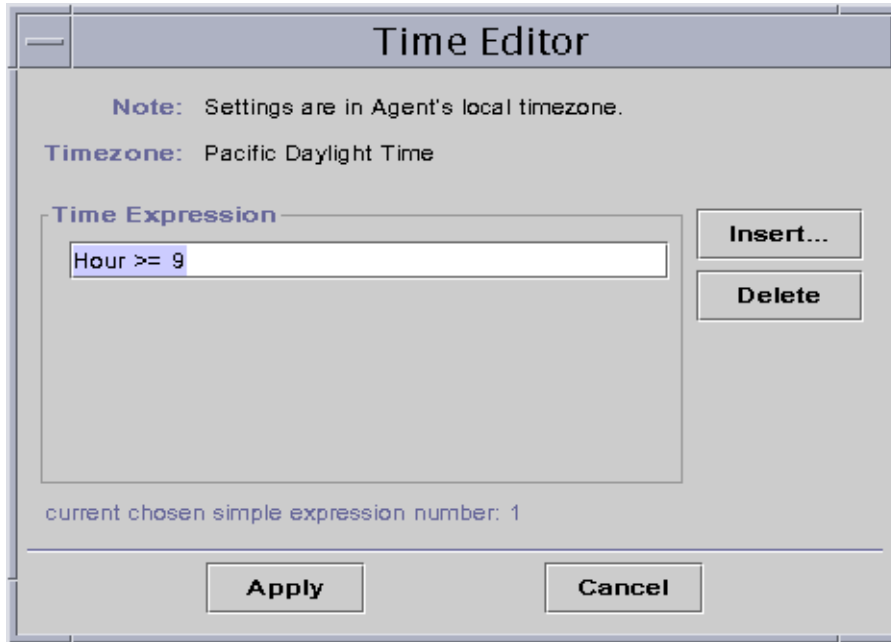 Time Editor
Note: Settings are in Agent's local timezone.
Timezone: Pacific Daylight Time
Time Expression
Insert...
Hour >= 9
Delete
current chosen simple expression number: 1
Apply Cancel